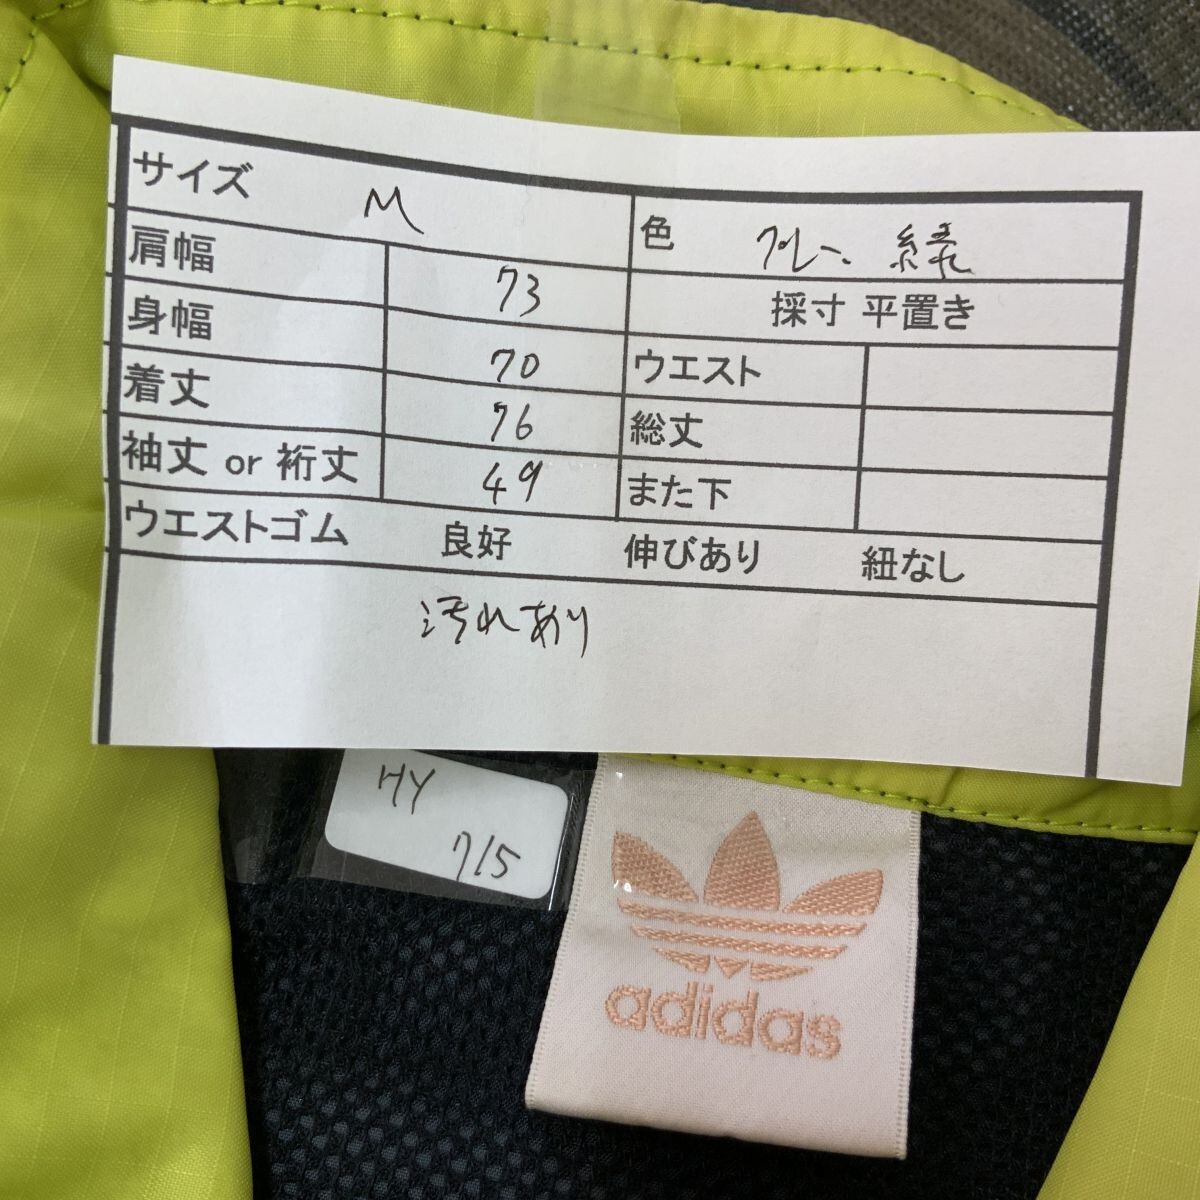 サイズ M
色 グレー 緑
肩幅 73
採寸 平置き
身幅 70
ウエスト
着丈 76
総丈
袖丈 or 裄丈 49
また下
ウエストゴム 良好 伸びあり 紐なし
汚れあり
HY
715
adidas